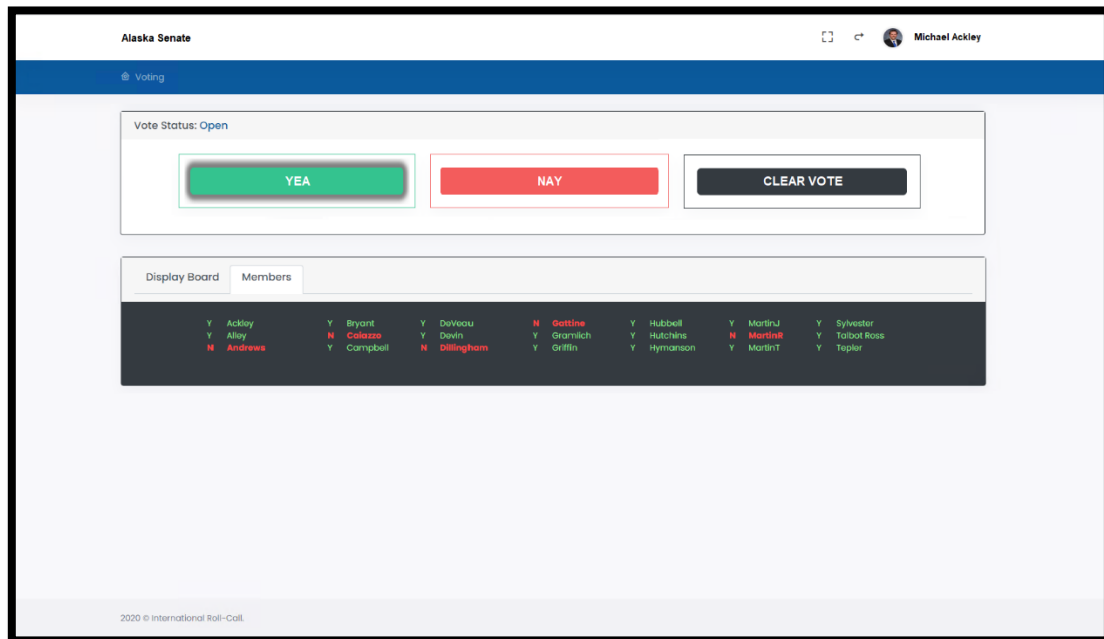 Alaska Senate Michael Ackley
Voting
Vote Status: Open
YEA NAY CLEAR VOTE
Display Board Members
Y Ackley Y Bryant Y DeVeau N Gattine Y Hubbell Y MartinJ Y Sylvester
Y Alley N Caiazzo Y Devin Y Gramlich Y Hutchins N MartinR Y Talbot Ross
N Andrews Y Campbell N Dillingham Y Griffin Y Hymanson Y MartinT Y Tepler
2020 © International Roll-Call.